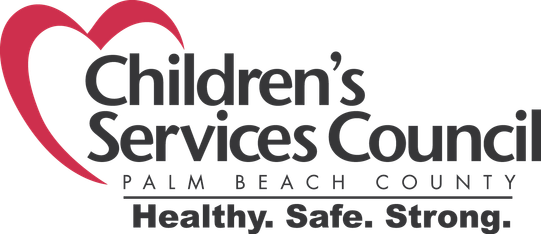 Children's
Services Council
PALM BEACH COUNTY
Healthy. Safe. Strong.